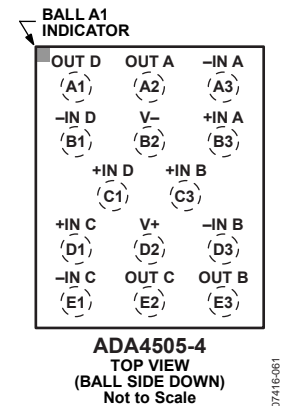 BALL A1
INDICATOR
OUT D OUT A –IN A
A1 A2 A3
–IN D V– +IN A
B1 B2 B3
+IN D +IN B
C1 C3
+IN C V+ –IN B
D1 D2 D3
–IN C OUT C OUT B
E1 E2 E3
ADA4505-4
TOP VIEW
(BALL SIDE DOWN)
Not to Scale
07416-061